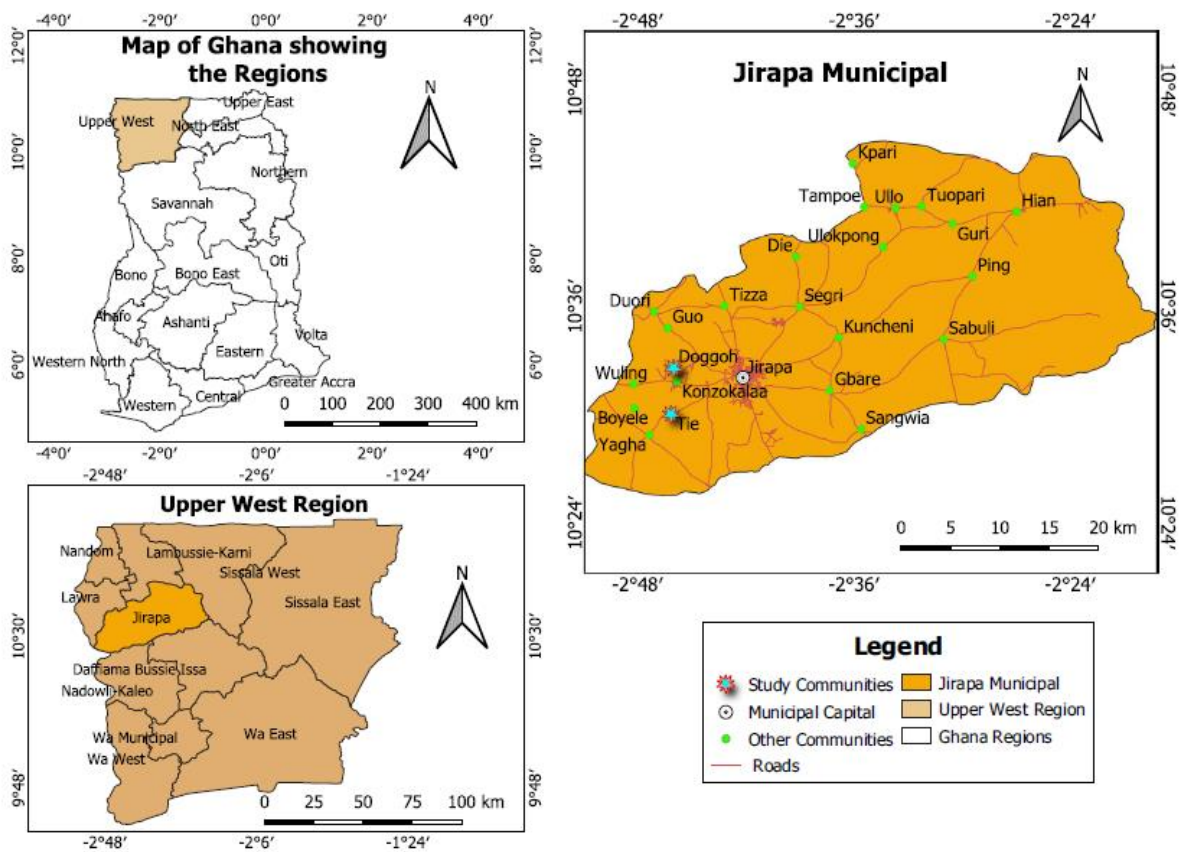 -4°0′ -2°0′ 0°0′ 2°0′ 4°0′
Map of Ghana showing
the Regions
N
12°0′
10°0′
8°0′
6°0′
12°0′
10°0′
8°0′
6°0′
Upper East
Upper West
North East
Northern
Savannah
Oti
Bono
Bono East
Ahafo
Ashanti
Volta
Eastern
Western North
Greater Accra
Central
Western
0 100 200 300 400 km
-4°0′ -2°0′ 0°0′ 2°0′ 4°0′
-2°48′ -2°6′ -1°24′
Upper West Region
N
10°30′
9°48′
10°30′
9°48′
Nandom
Lambussie-Karni
Sissala West
Lawra
Sissala East
Jirapa
Daffiama Bussie Issa
Nadowli-Kaleo
Wa Municipal
Wa East
Wa West
0 25 50 75 100 km
-2°48′ -2°6′ -1°24′
-2°48′ -2°36′ -2°24′
Jirapa Municipal
N
10°48′
10°36′
10°24′
10°48′
10°36′
10°24′
Kpari
Tampoe
Ullo
Tuopari
Hian
Ulokpong
Guri
Die
Ping
Duori
Tizza
Segri
Guo
Kuncheni
Sabuli
Doggoh
Jirapa
Wuling
Konzokalaa
Gbare
Boyele
Tie
Sangwia
Yagha
0 5 10 15 20 km
-2°48′ -2°36′ -2°24′
Legend
Study Communities
Jirapa Municipal
Municipal Capital
Upper West Region
Other Communities
Ghana Regions
Roads